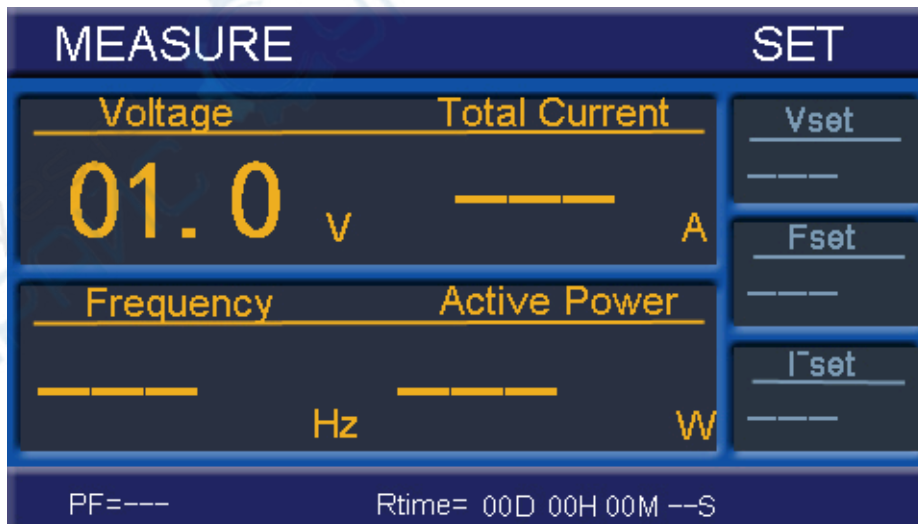 MEASURE SET
Voltage Total Current Vset
01.0 V --- A ---
Fset
Frequency Active Power ---
--- Hz --- W I-set
---
PF=--- Rtime= 00D 00H 00M --S